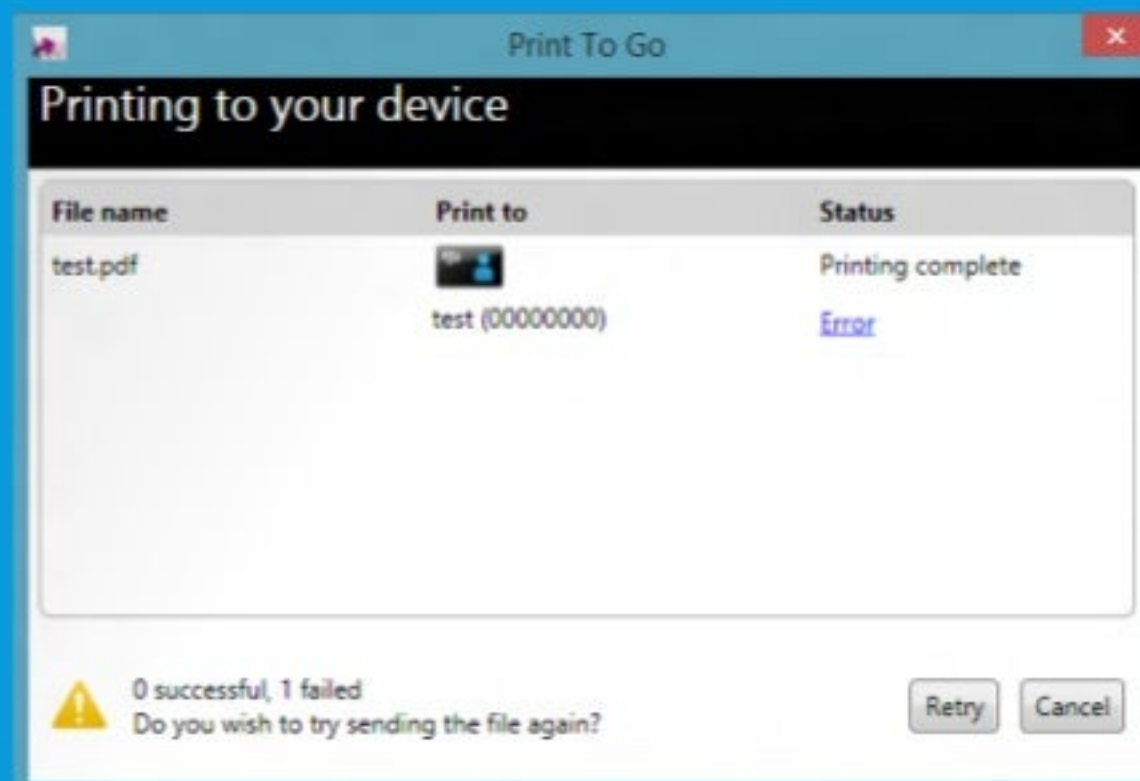 Print To Go
Printing to your device
File name Print to Status
test.pdf Printing complete
test (00000000) Error
0 successful, 1 failed
Do you wish to try sending the file again?
Retry Cancel